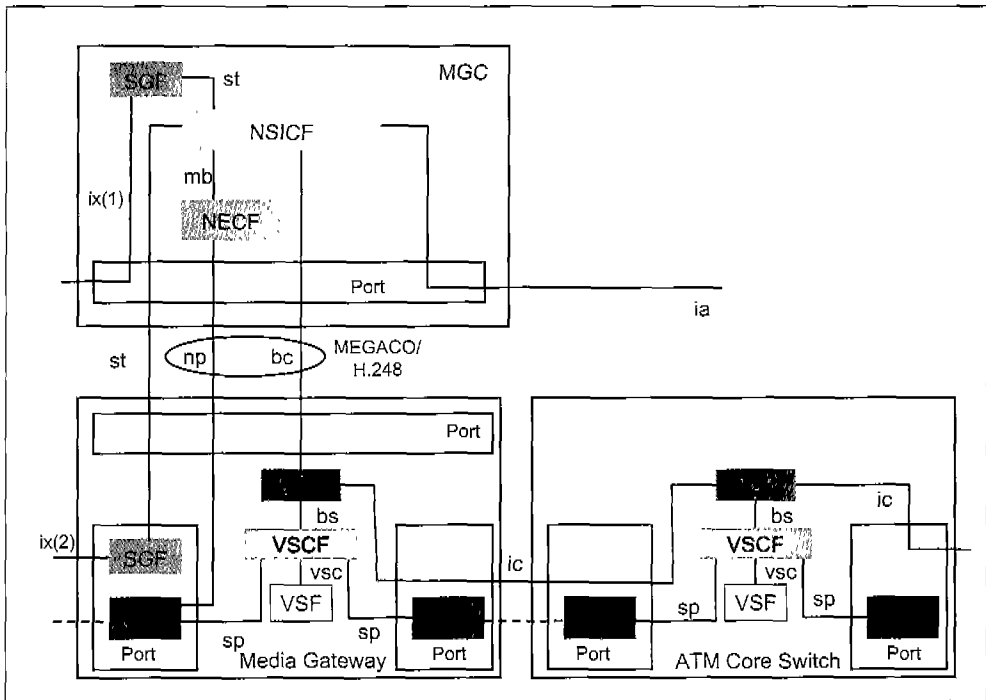 MGC
SGF
st
NSICF
mb
ix(1)
NECF
Port
ia
st
np
bc
MEGACO/
H.248
Port
bs
ic
ix(2)
SGF
VSCF
vsc
VSF
sp
sp
Port
Media Gateway
Port
ic
bs
VSCF
vsc
VSF
sp
sp
Port
ATM Core Switch
Port